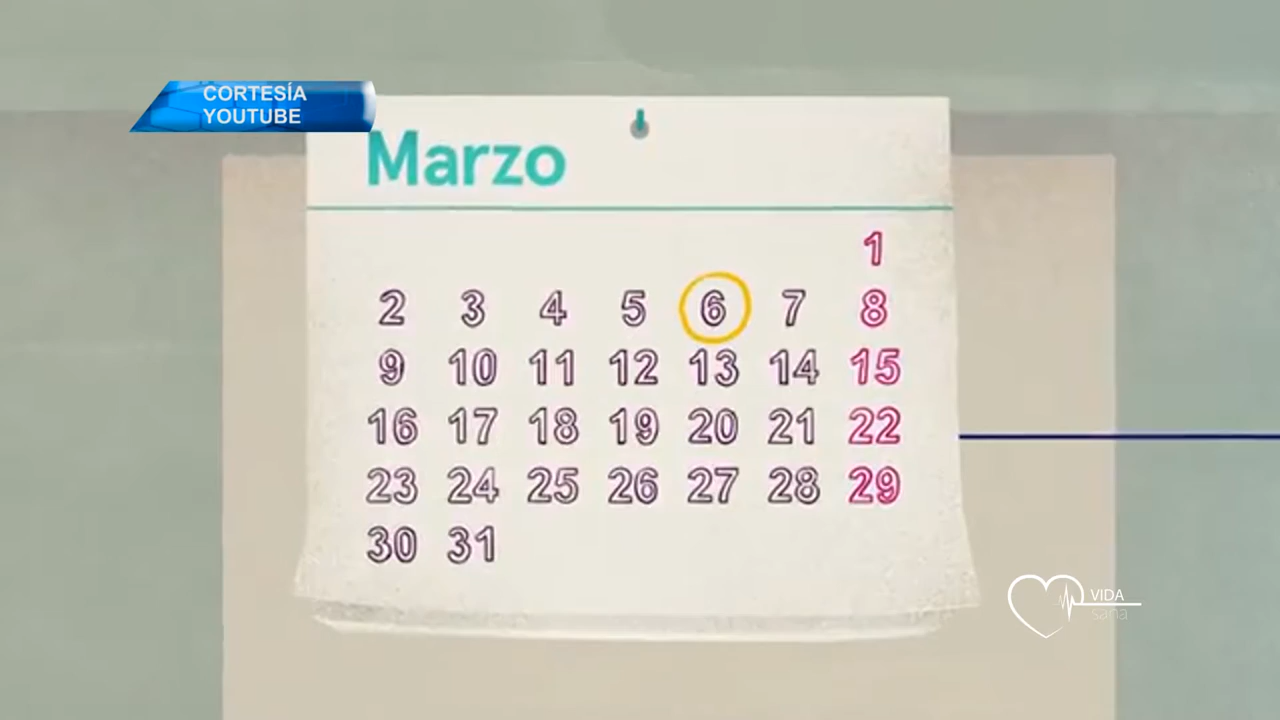 CORTESÍA
YOUTUBE
Marzo
1
2 3 4 5 6 7 8
9 10 11 12 13 14 15
16 17 18 19 20 21 22
23 24 25 26 27 28 29
30 31
VIDA
sana